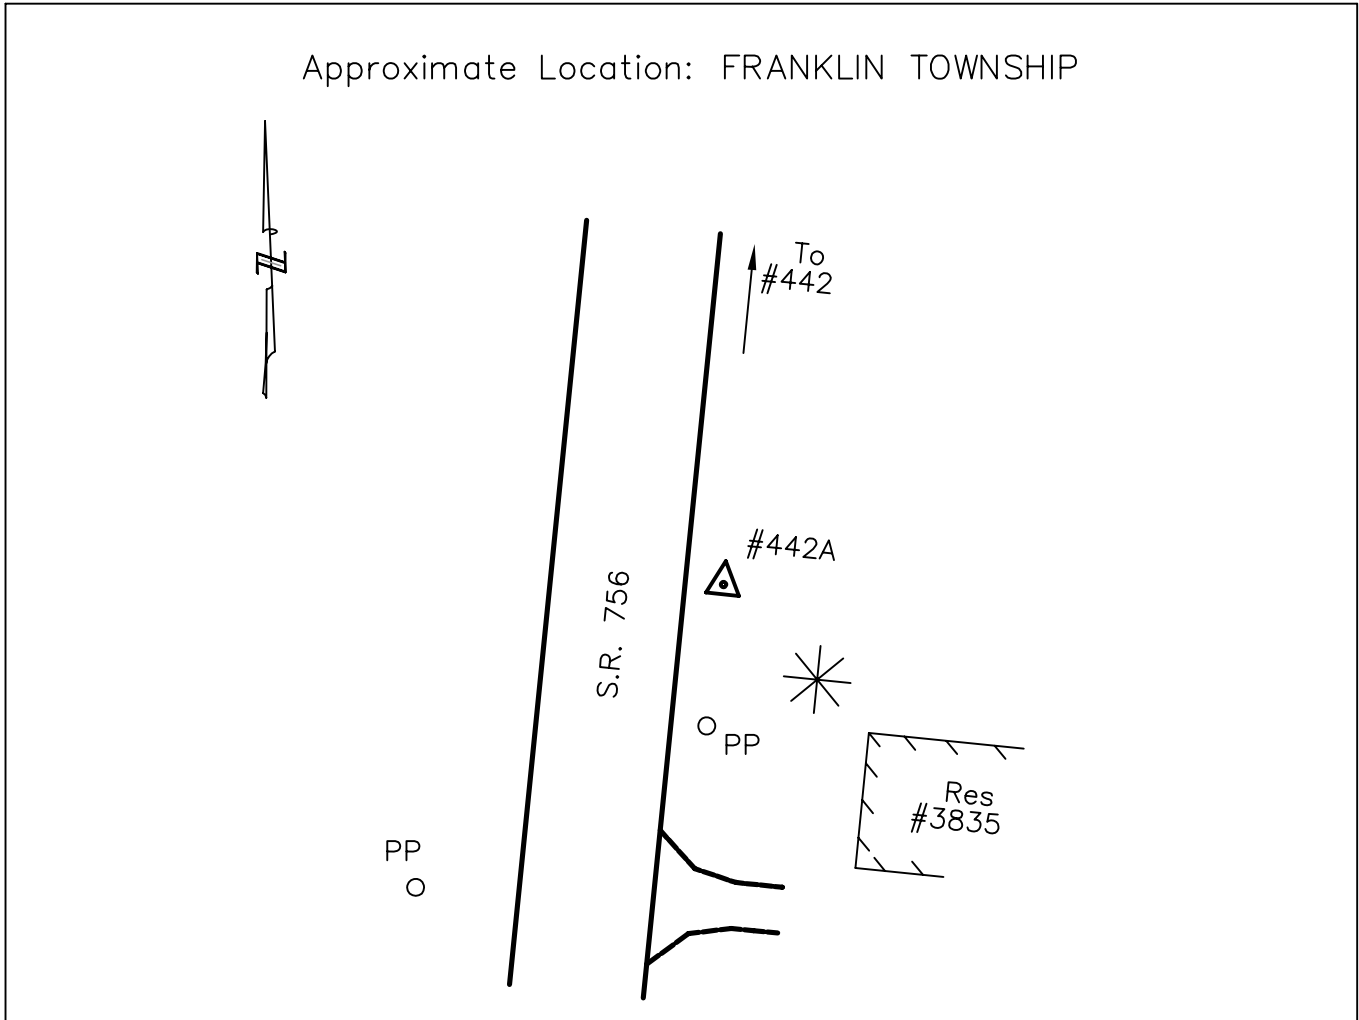 Approximate Location: FRANKLIN TOWNSHIP
N
To
#442
#442A
S.R. 756
PP
Res
#3835
PP